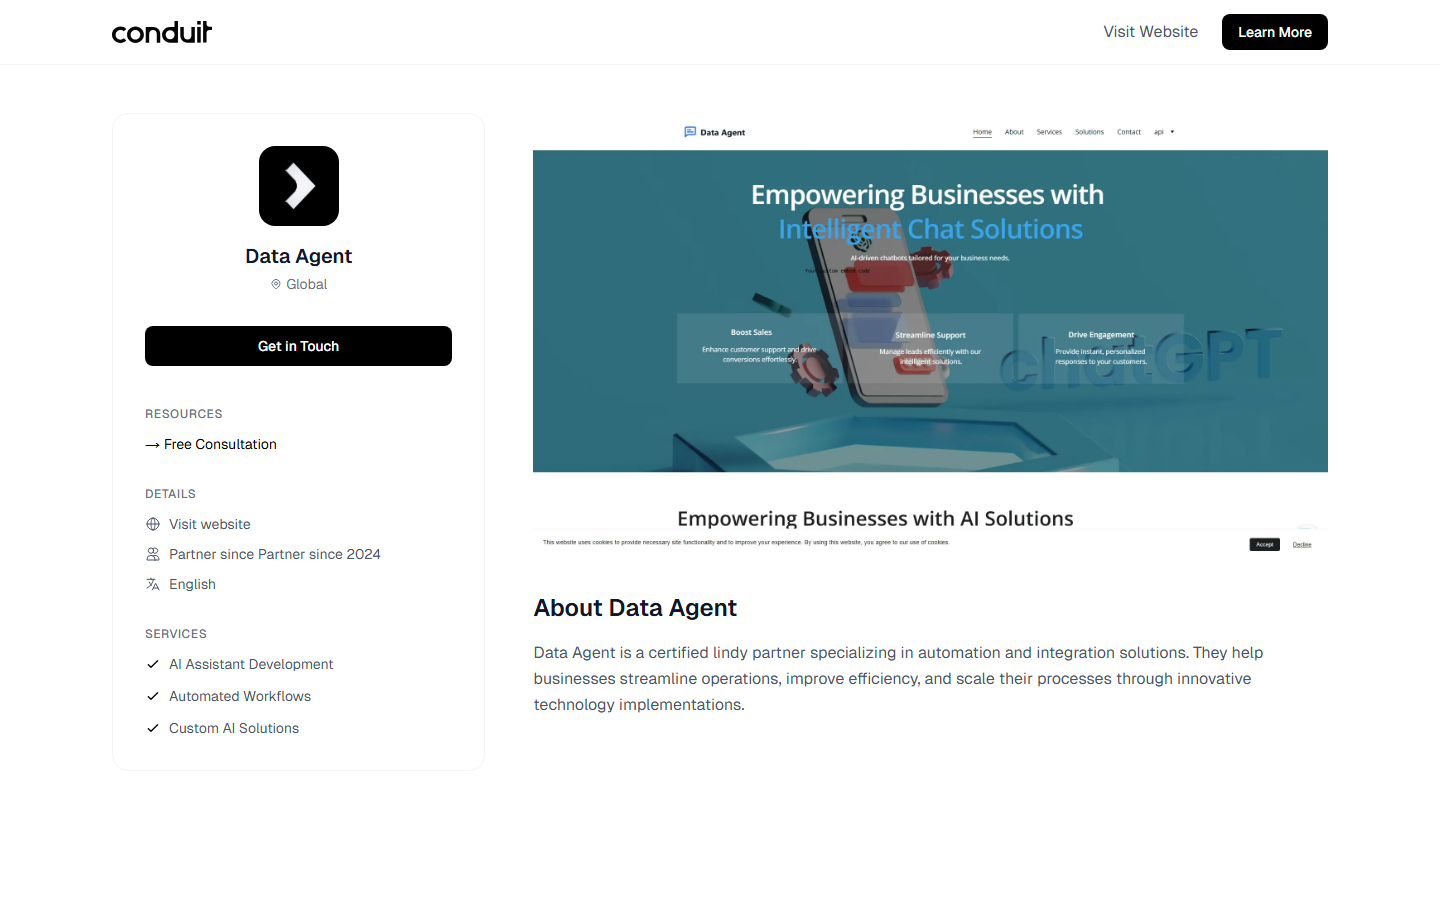 conduit
Visit Website
Learn More
Data Agent
Global
Get in Touch
RESOURCES
→ Free Consultation
DETAILS
Visit website
Partner since Partner since 2024
English
SERVICES
AI Assistant Development
Automated Workflows
Custom AI Solutions
Data Agent
Home
About
Services
Solutions
Contact
api
Empowering Businesses with
Intelligent Chat Solutions
AI-driven chatbots tailored for your business needs.
Your custom embed code
Boost Sales
Enhance customer support and drive
conversions effortlessly.
Streamline Support
Manage leads efficiently with our
intelligent solutions.
Drive Engagement
Provide instant, personalized
responses to your customers.
chatGPT
Empowering Businesses with AI Solutions
This website uses cookies to provide necessary site functionality and to improve your experience. By using this website, you agree to our use of cookies.
Accept
Decline
About Data Agent
Data Agent is a certified lindy partner specializing in automation and integration solutions. They help
businesses streamline operations, improve efficiency, and scale their processes through innovative
technology implementations.